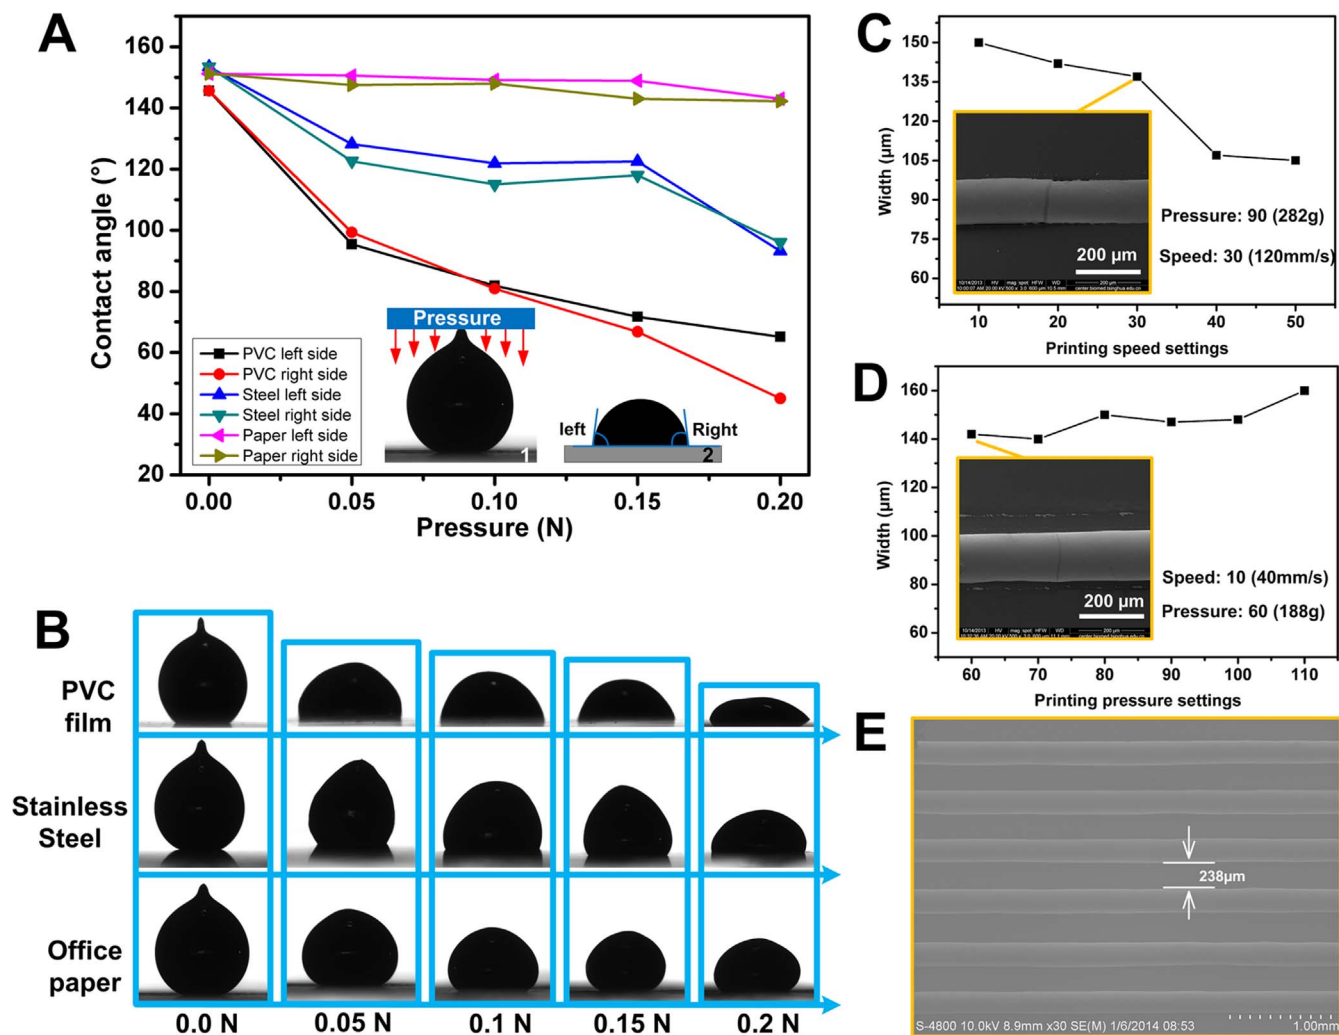 A
160
140
120
100
80
60
40
20
Contact angle (°)
0.00 0.05 0.10 0.15 0.20
Pressure (N)
PVC left side
PVC right side
Steel left side
Steel right side
Paper left side
Paper right side
Pressure
1
left Right
2
B
PVC
film
Stainless
Steel
Office
paper
0.0 N 0.05 N 0.1 N 0.15 N 0.2 N
C
150
135
120
105
90
75
60
Width (µm)
10 20 30 40 50
Printing speed settings
Pressure: 90 (282g)
Speed: 30 (120mm/s)
200 µm
D
160
140
120
100
80
60
Width (µm)
60 70 80 90 100 110
Printing pressure settings
Speed: 10 (40mm/s)
Pressure: 60 (188g)
200 µm
E
238µm
S-4800 10.0kV 8.9mm x30 SE(M) 1/6/2014 08:53
1.00mm